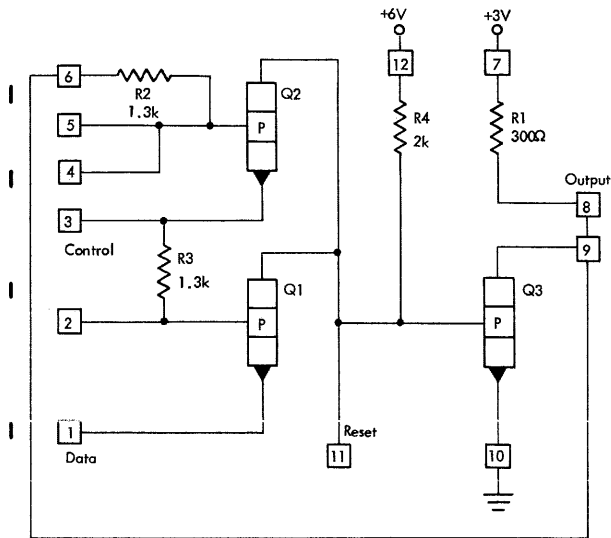 +6V
+3V
12
7
6
R2
1.3k
Q2
5
P
4
R4
2k
R1
300Ω
Output
8
3
Control
9
R3
1.3k
Q1
Q3
2
P
P
1
Data
Reset
11
10